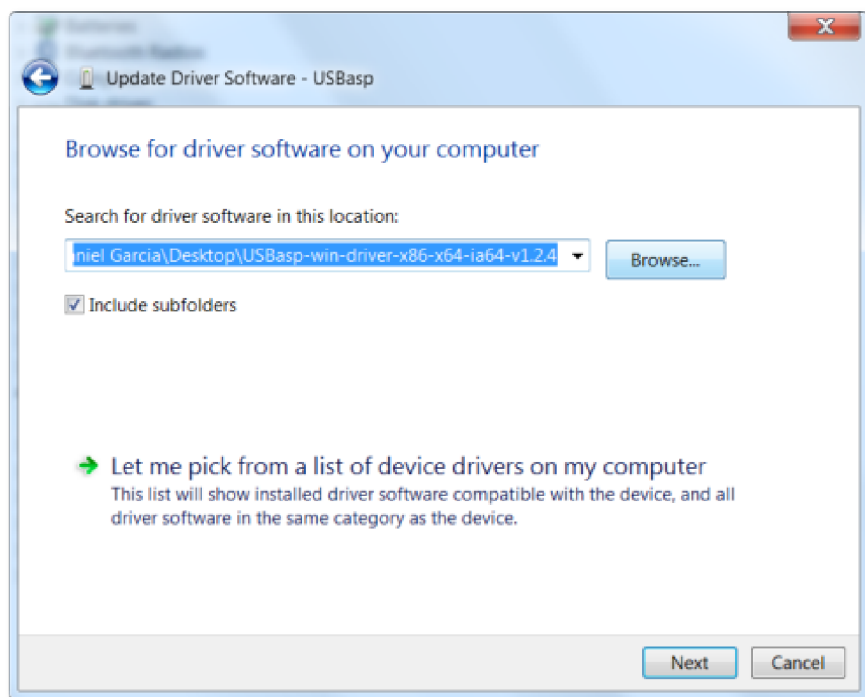 Batteries
Bluetooth Radios
Update Driver Software - USBasp
Browse for driver software on your computer
Search for driver software in this location:
niel Garcia\Desktop\USBasp-win-driver-x86-x64-ia64-v1.2.4
Browse...
Include subfolders
Let me pick from a list of device drivers on my computer
This list will show installed driver software compatible with the device, and all
driver software in the same category as the device.
Next
Cancel